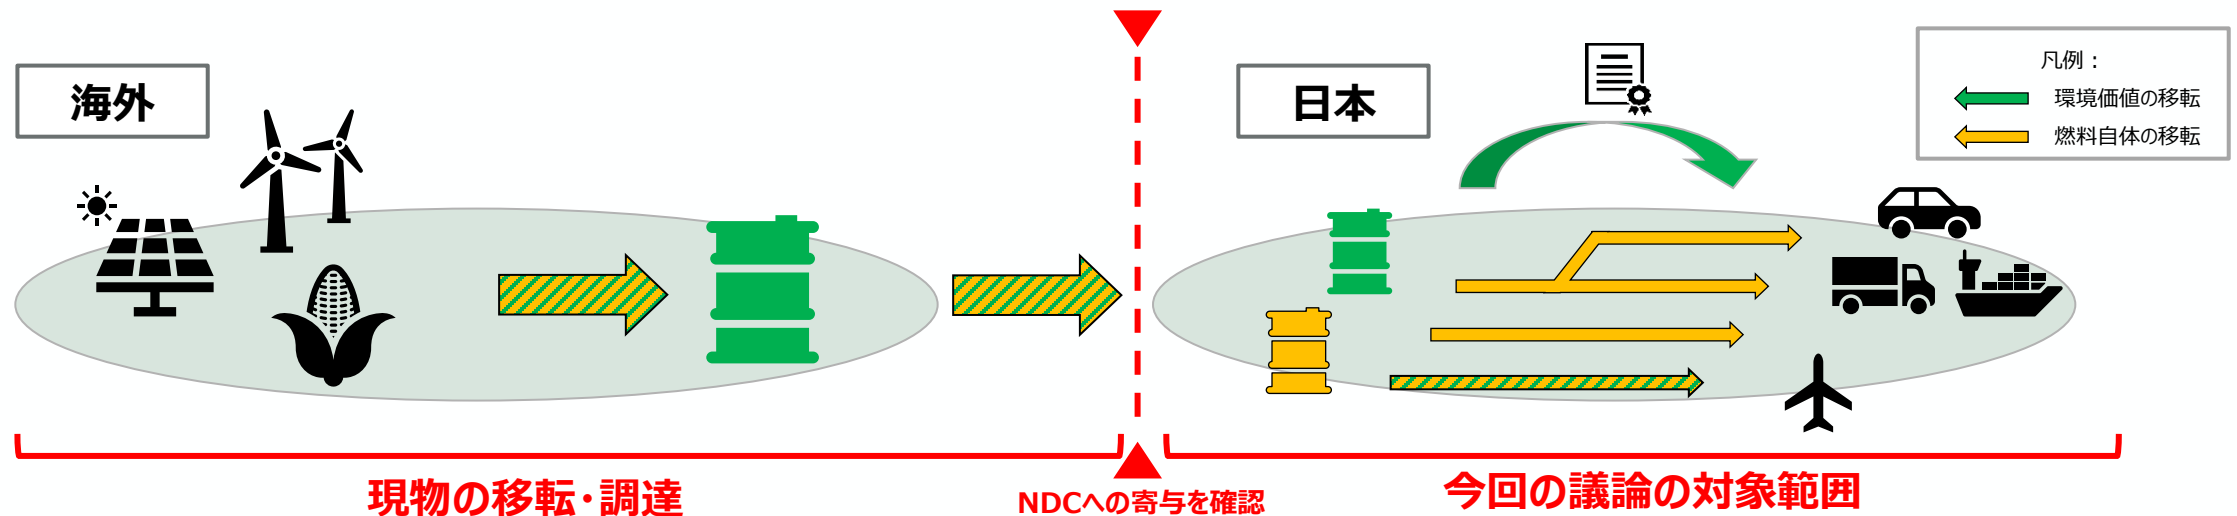 海外
日本
凡例：
環境価値の移転
燃料自体の移転
現物の移転・調達
NDCへの寄与を確認
今回の議論の対象範囲